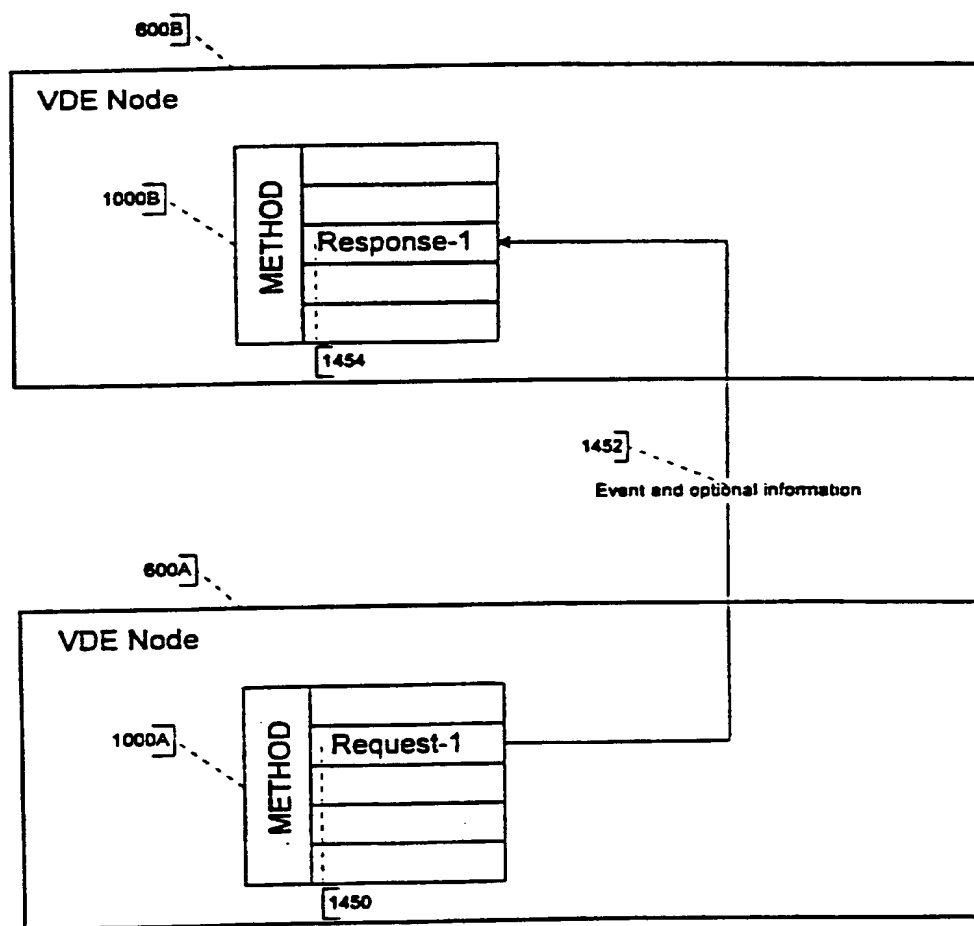 600B
VDE Node
1000B
METHOD
Response-1
1454
1452
Event and optional information
600A
VDE Node
1000A
METHOD
Request-1
1450